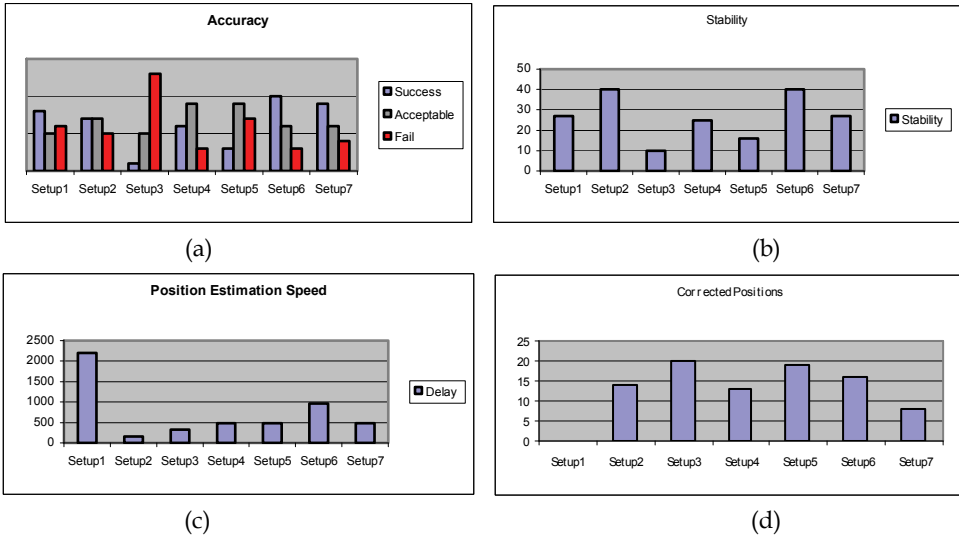 Accuracy
Success
Acceptable
Fail
Setup1 Setup2 Setup3 Setup4 Setup5 Setup6 Setup7
(a)
Stability
50
40
30
20
10
0
Stability
Setup1 Setup2 Setup3 Setup4 Setup5 Setup6 Setup7
(b)
Position Estimation Speed
2500
2000
1500
1000
500
0
Delay
Setup1 Setup2 Setup3 Setup4 Setup5 Setup6 Setup7
(c)
Corrected Positions
25
20
15
10
5
0
Setup1 Setup2 Setup3 Setup4 Setup5 Setup6 Setup7
(d)